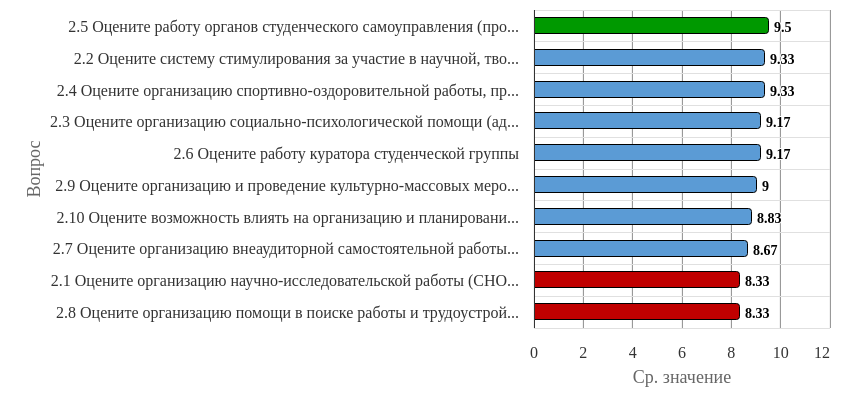 2.5 Оцените работу органов студенческого самоуправления (про...
9.5
2.2 Оцените систему стимулирования за участие в научной, тво...
9.33
2.4 Оцените организацию спортивно-оздоровительной работы, пр...
9.33
2.3 Оцените организацию социально-психологической помощи (ад...
9.17
2.6 Оцените работу куратора студенческой группы
9.17
2.9 Оцените организацию и проведение культурно-массовых меро...
9
2.10 Оцените возможность влиять на организацию и планировани...
8.83
2.7 Оцените организацию внеаудиторной самостоятельной работы...
8.67
2.1 Оцените организацию научно-исследовательской работы (СНО...
8.33
2.8 Оцените организацию помощи в поиске работы и трудоустрой...
8.33
Вопрос
0 2 4 6 8 10 12
Ср. значение